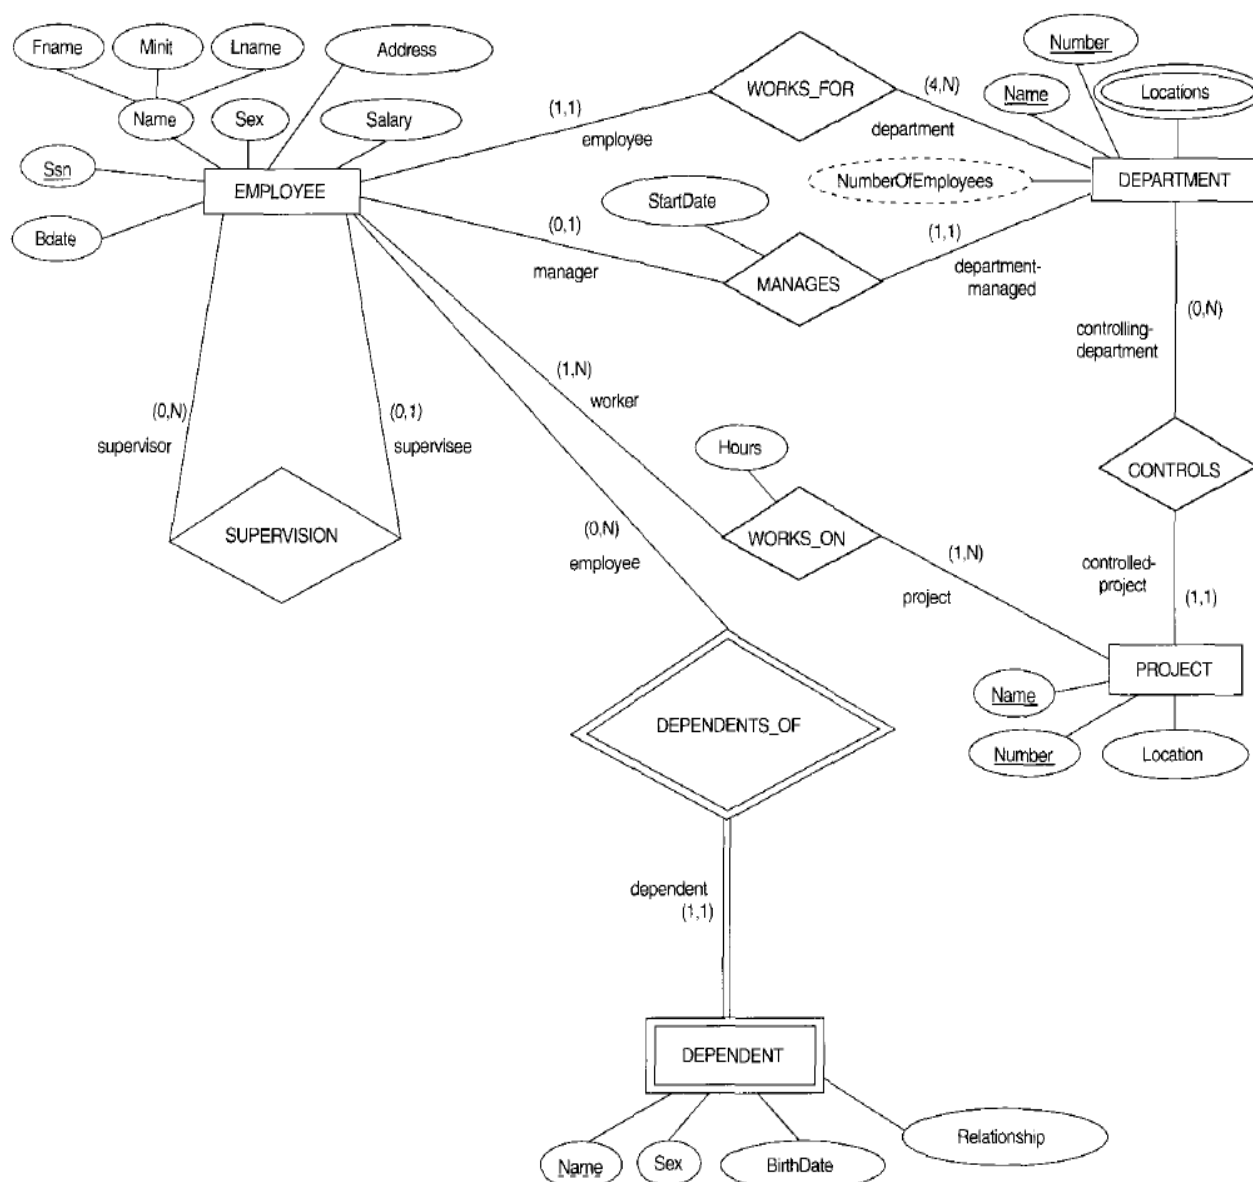 Fname
Minit
Lname
Address
Number
Name
Sex
Salary
(1,1)
employee
WORKS_FOR
(4,N)
department
Name
Locations
Ssn
EMPLOYEE
StartDate
NumberOfEmployees
DEPARTMENT
Bdate
(0,1)
manager
MANAGES
(1,1)
department-
managed
(0,N)
controlling-
department
(1,N)
worker
(0,N)
supervisor
(0,1)
supervisee
Hours
CONTROLS
SUPERVISION
(0,N)
employee
WORKS_ON
(1,N)
project
controlled-
project
(1,1)
PROJECT
Name
Number
Location
DEPENDENTS_OF
dependent
(1,1)
DEPENDENT
Name
Sex
BirthDate
Relationship